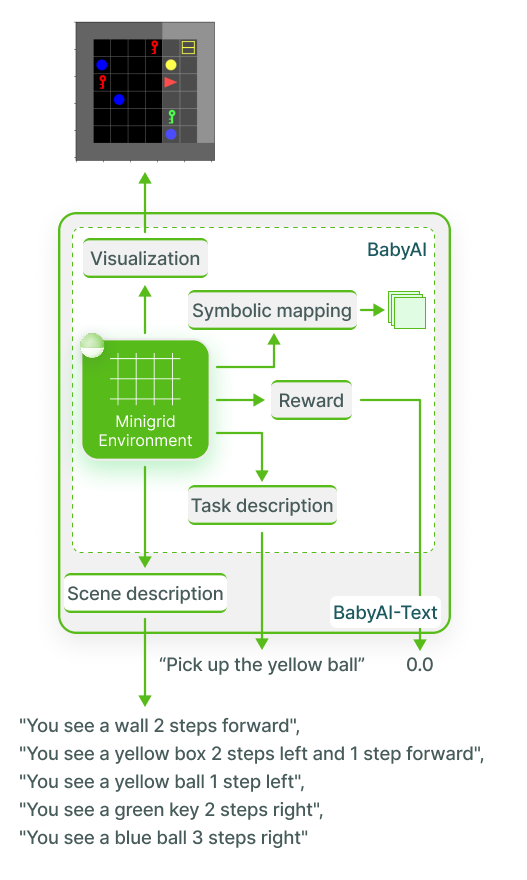 BabyAI
Visualization
Symbolic mapping
Minigrid
Environment
Reward
Task description
Scene description
BabyAI-Text
“Pick up the yellow ball”
0.0
"You see a wall 2 steps forward",
"You see a yellow box 2 steps left and 1 step forward",
"You see a yellow ball 1 step left",
"You see a green key 2 steps right",
"You see a blue ball 3 steps right"